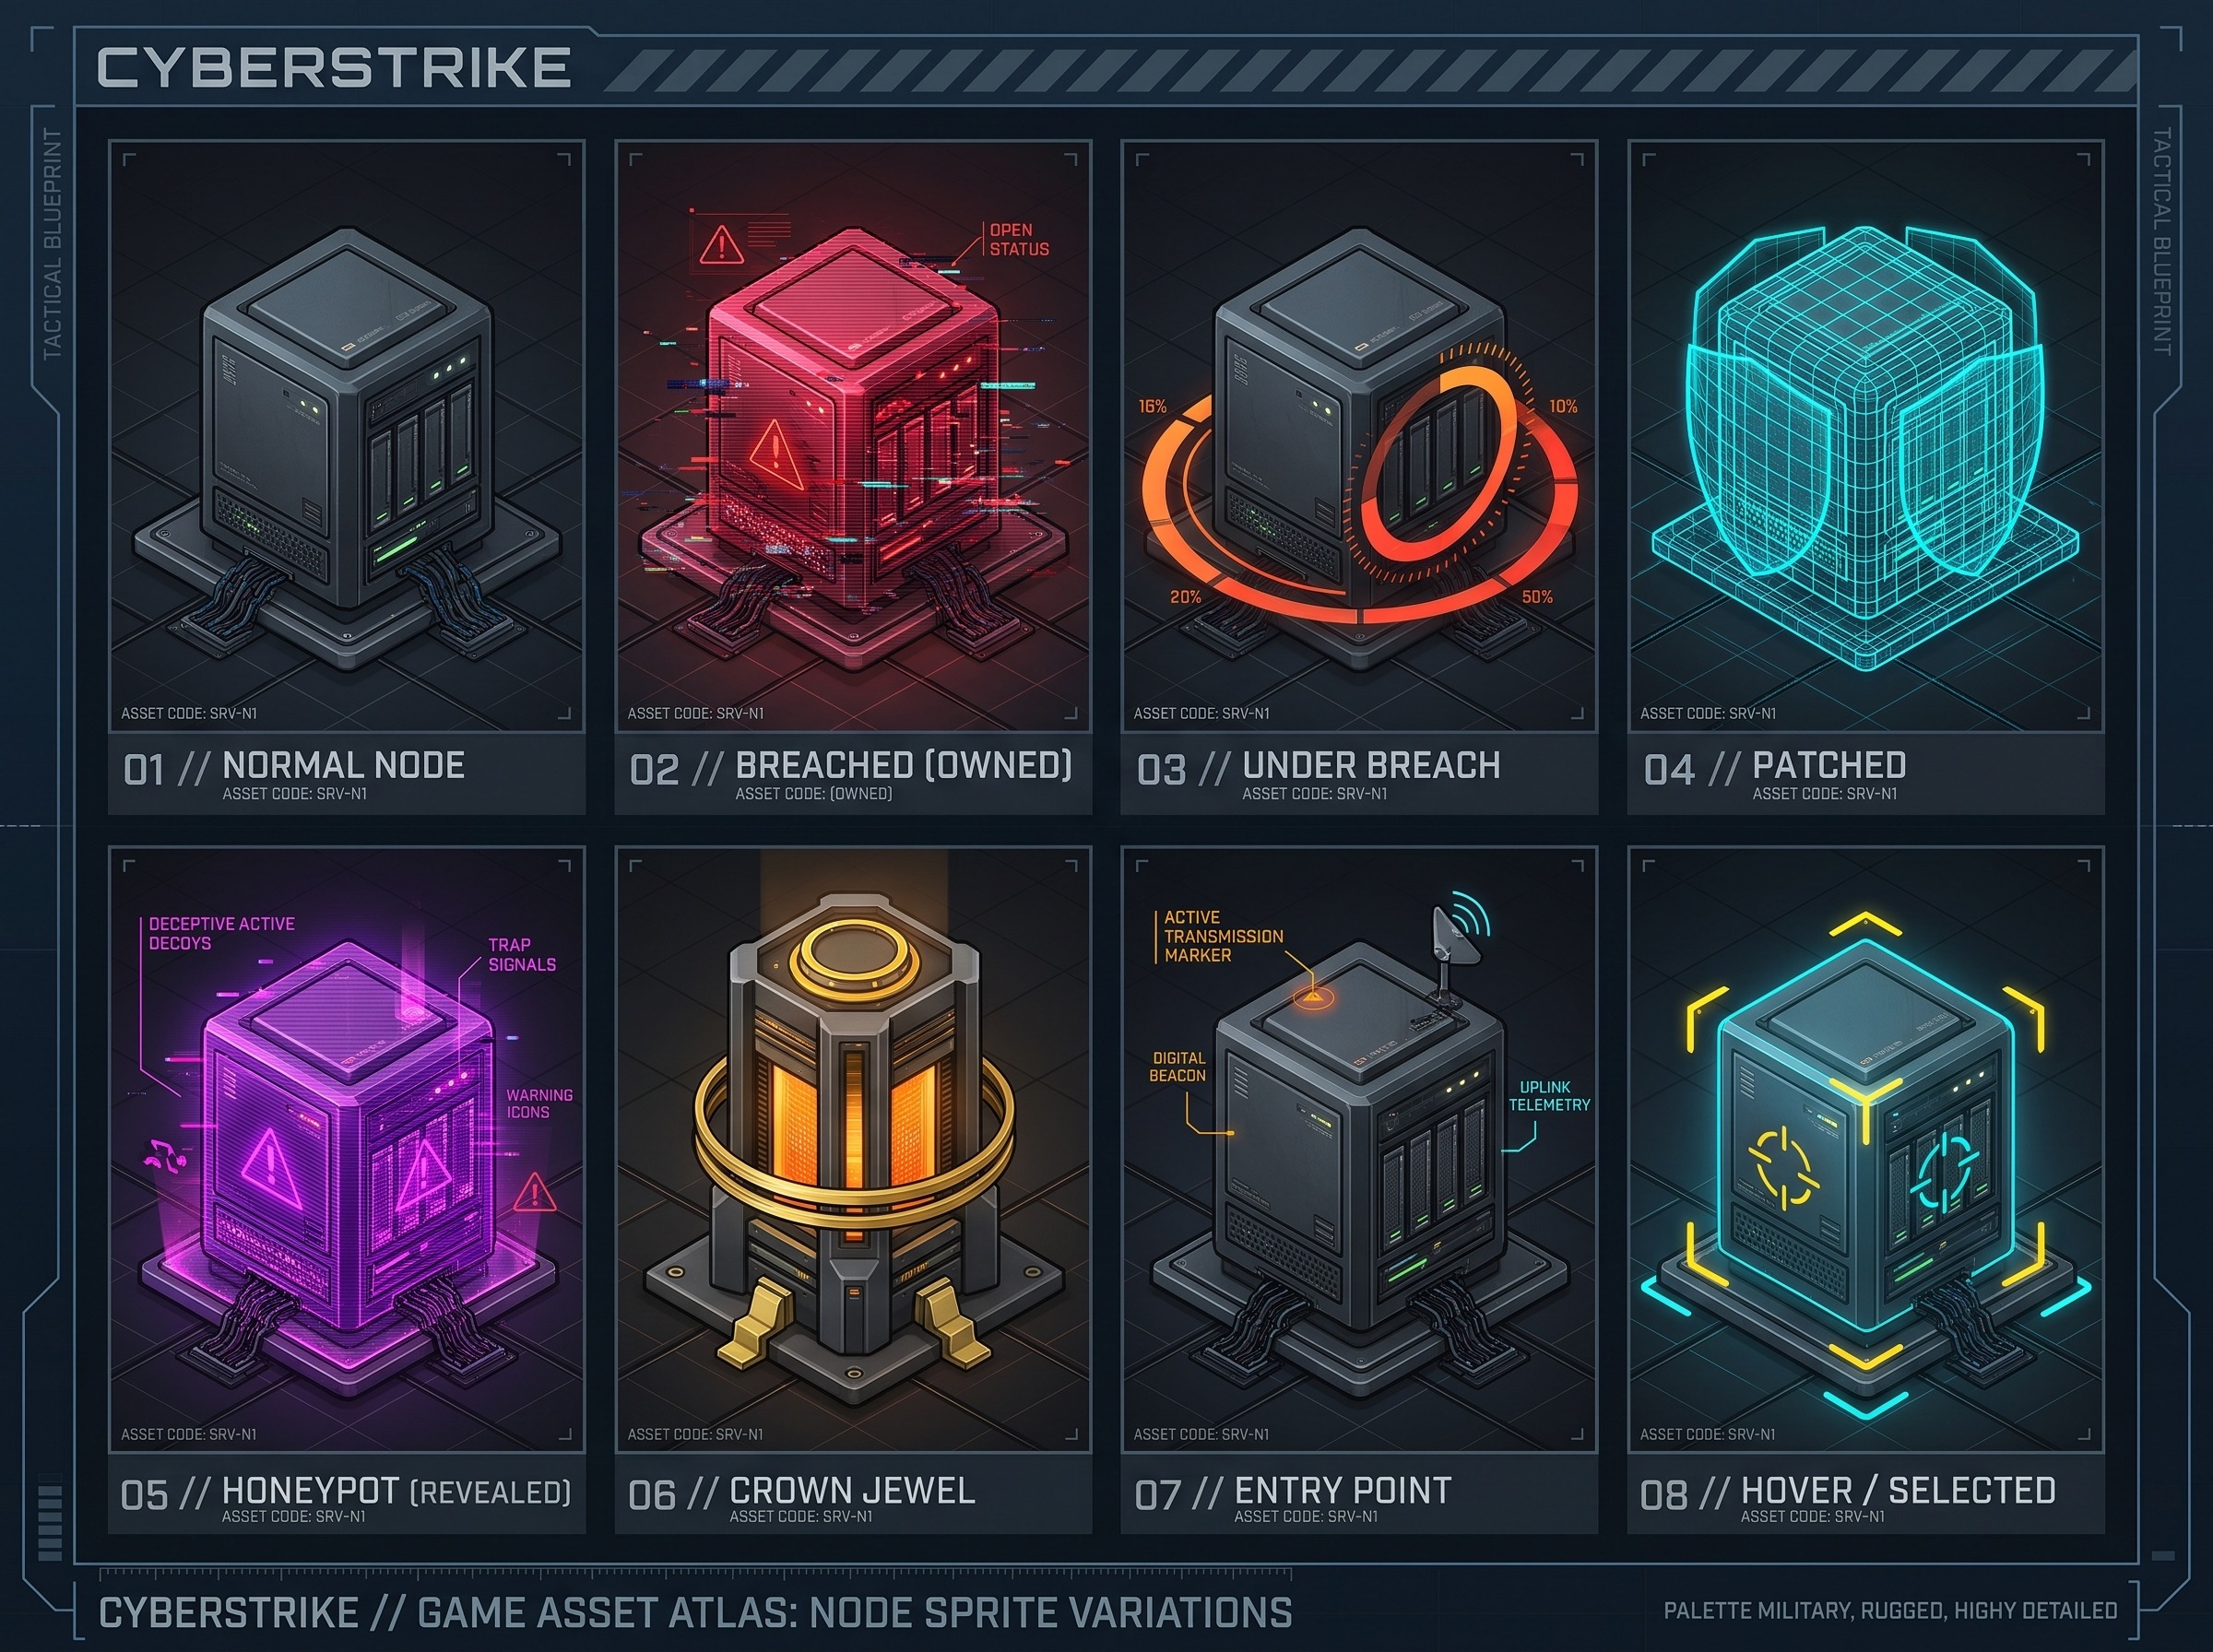 CYBERSTRIKE
TACTICAL BLUEPRINT
TACTICAL BLUEPRINT
ASSET CODE: SRV-N1
01 // NORMAL NODE
ASSET CODE: SRV-N1
OPEN
STATUS
ASSET CODE: SRV-N1
02 // BREACHED (OWNED)
ASSET CODE: (OWNED)
16%
10%
20%
50%
ASSET CODE: SRV-N1
03 // UNDER BREACH
ASSET CODE: SRV-N1
ASSET CODE: SRV-N1
04 // PATCHED
ASSET CODE: SRV-N1
DECEPTIVE ACTIVE
DECOYS
TRAP
SIGNALS
WARNING
ICONS
ASSET CODE: SRV-N1
05 // HONEYPOT (REVEALED)
ASSET CODE: SRV-N1
ASSET CODE: SRV-N1
06 // CROWN JEWEL
ASSET CODE: SRV-N1
ACTIVE
TRANSMISSION
MARKER
DIGITAL
BEACON
UPLINK
TELEMETRY
ASSET CODE: SRV-N1
07 // ENTRY POINT
ASSET CODE: SRV-N1
ASSET CODE: SRV-N1
08 // HOVER / SELECTED
ASSET CODE: SRV-N1
CYBERSTRIKE // GAME ASSET ATLAS: NODE SPRITE VARIATIONS
PALETTE MILITARY, RUGGED, HIGHY DETAILED